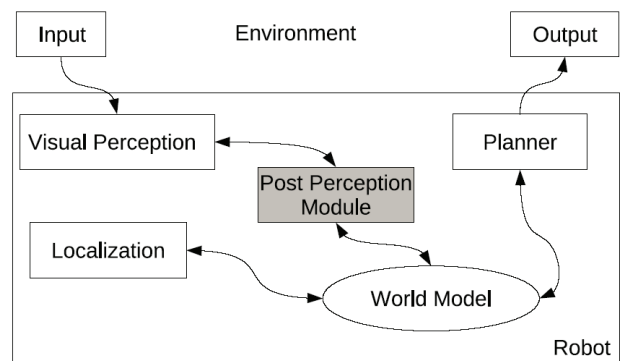 Input
Environment
Output
Visual Perception
Planner
Post Perception
Module
Localization
World Model
Robot